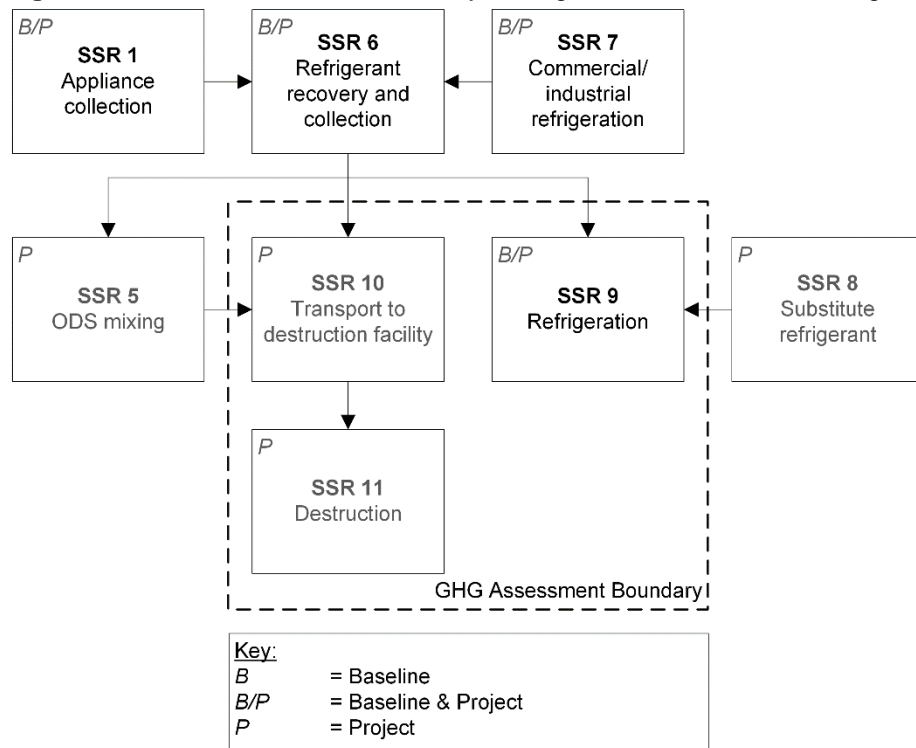 B/P
SSR 1
Appliance
collection
B/P
SSR 6
Refrigerant
recovery and
collection
B/P
SSR 7
Commercial/
industrial
refrigeration
P
SSR 5
ODS mixing
P
SSR 10
Transport to
destruction facility
B/P
SSR 9
Refrigeration
P
SSR 8
Substitute
refrigerant
P
SSR 11
Destruction
GHG Assessment Boundary
Key:
B = Baseline
B/P = Baseline & Project
P = Project